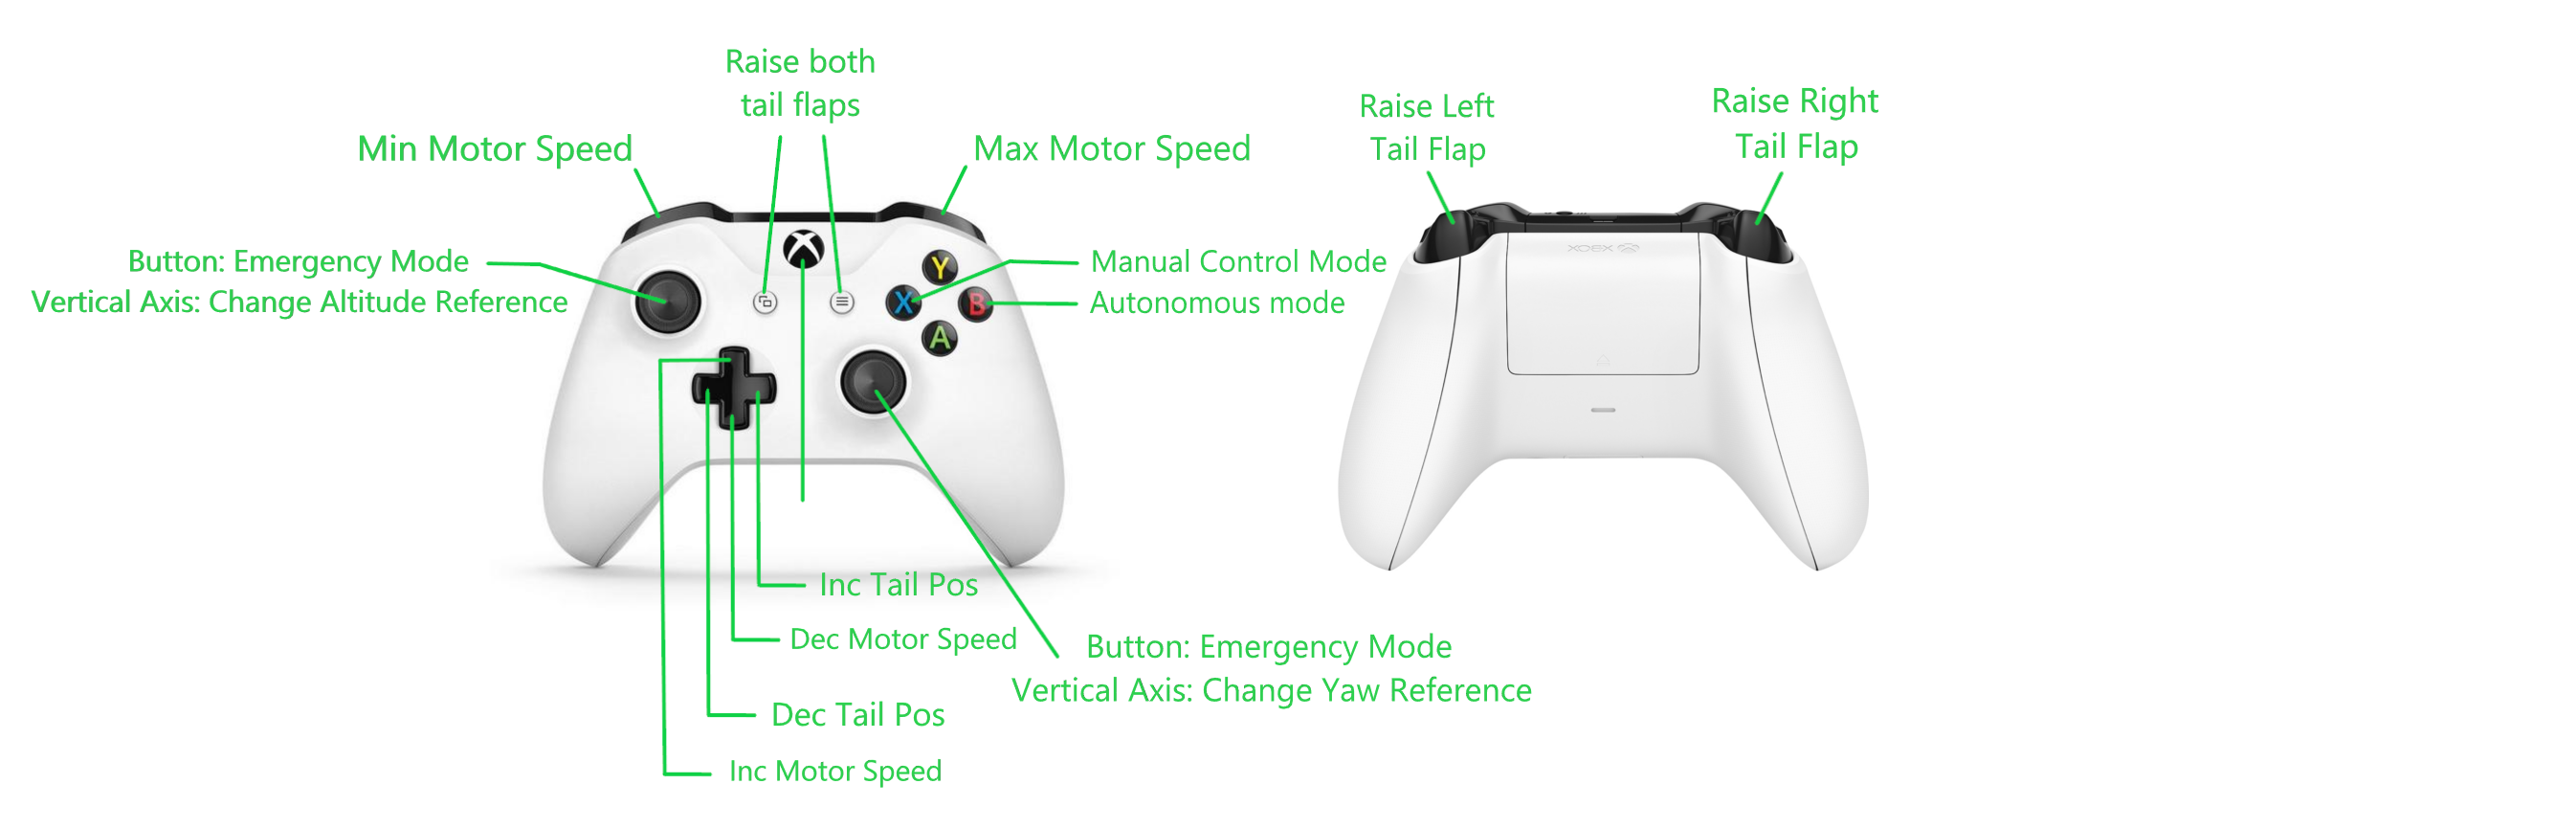 Raise both
tail flaps
Min Motor Speed
Max Motor Speed
Raise Left
Tail Flap
Raise Right
Tail Flap
Button: Emergency Mode
Vertical Axis: Change Altitude Reference
Y
X
B
A
Manual Control Mode
Autonomous mode
XBOX
Inc Tail Pos
Dec Motor Speed
Button: Emergency Mode
Vertical Axis: Change Yaw Reference
Dec Tail Pos
Inc Motor Speed